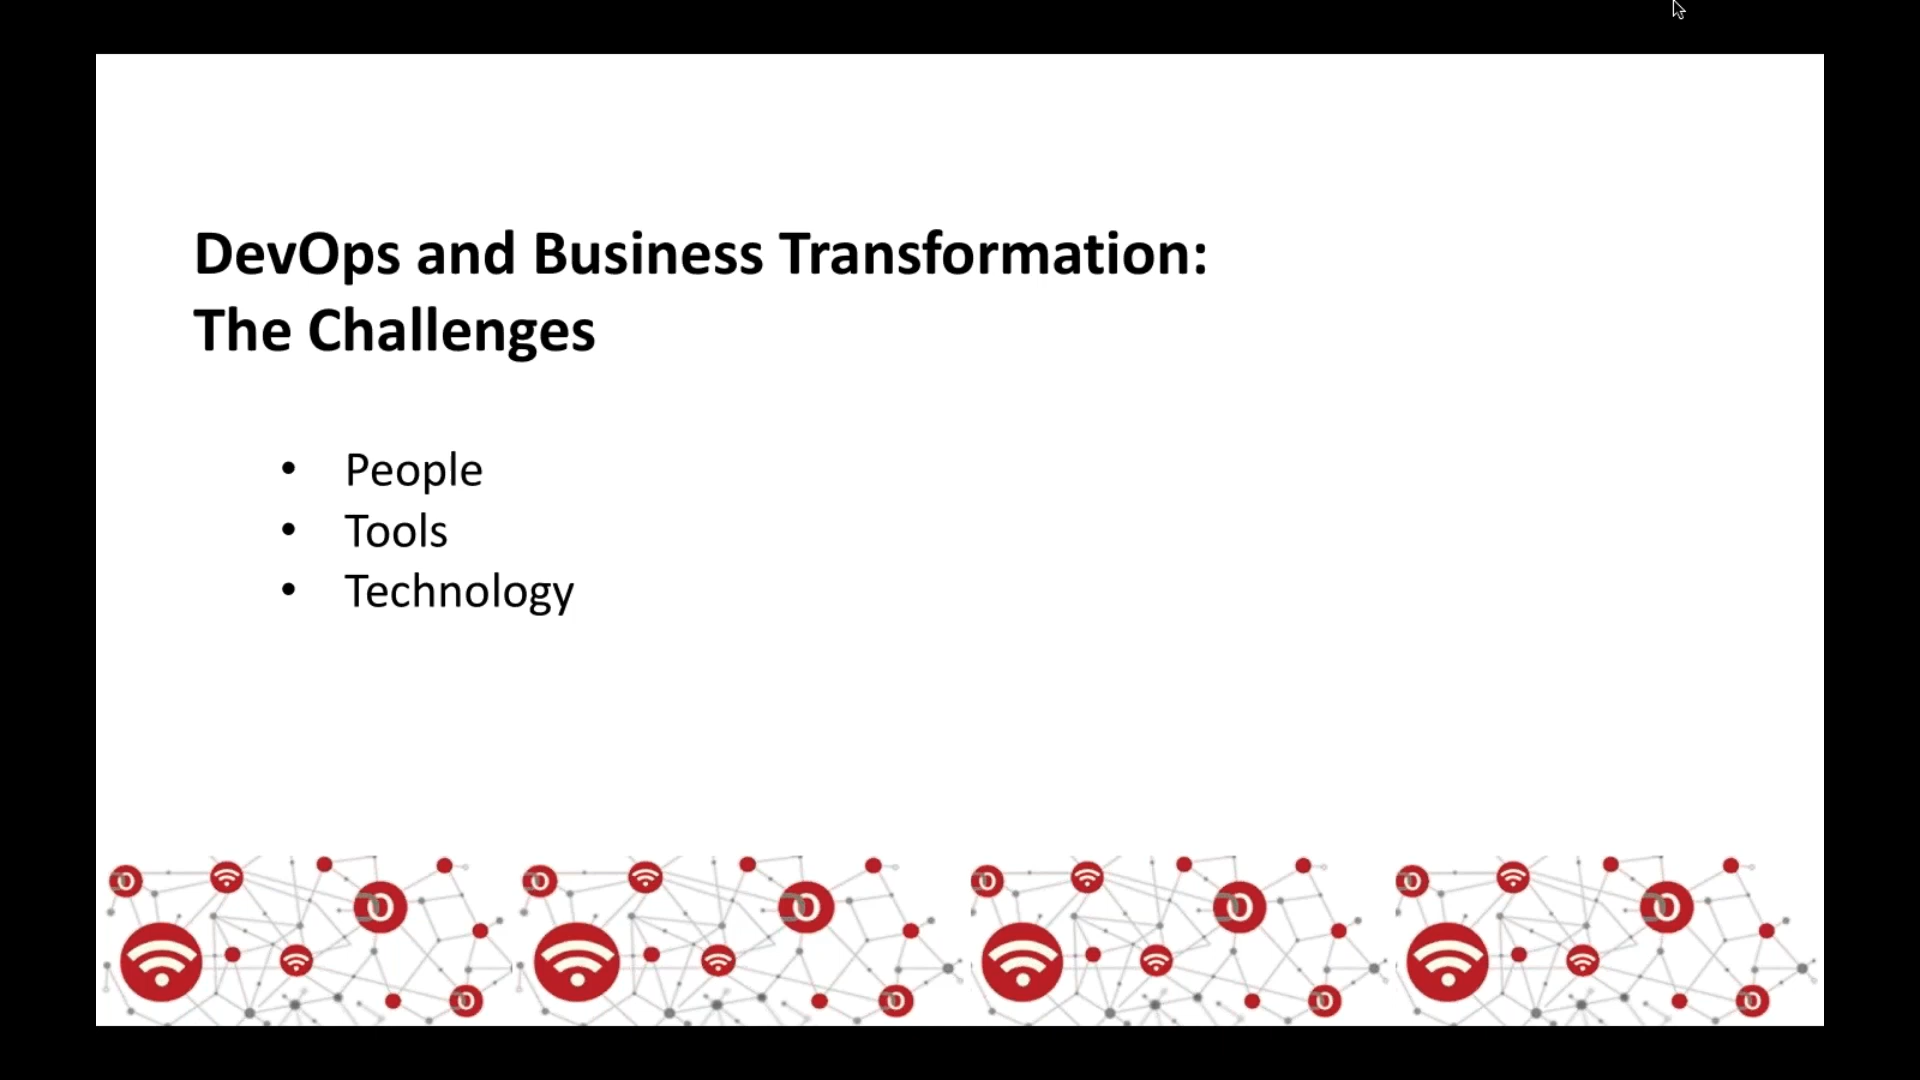 DevOps and Business Transformation:
The Challenges
• People
• Tools
• Technology